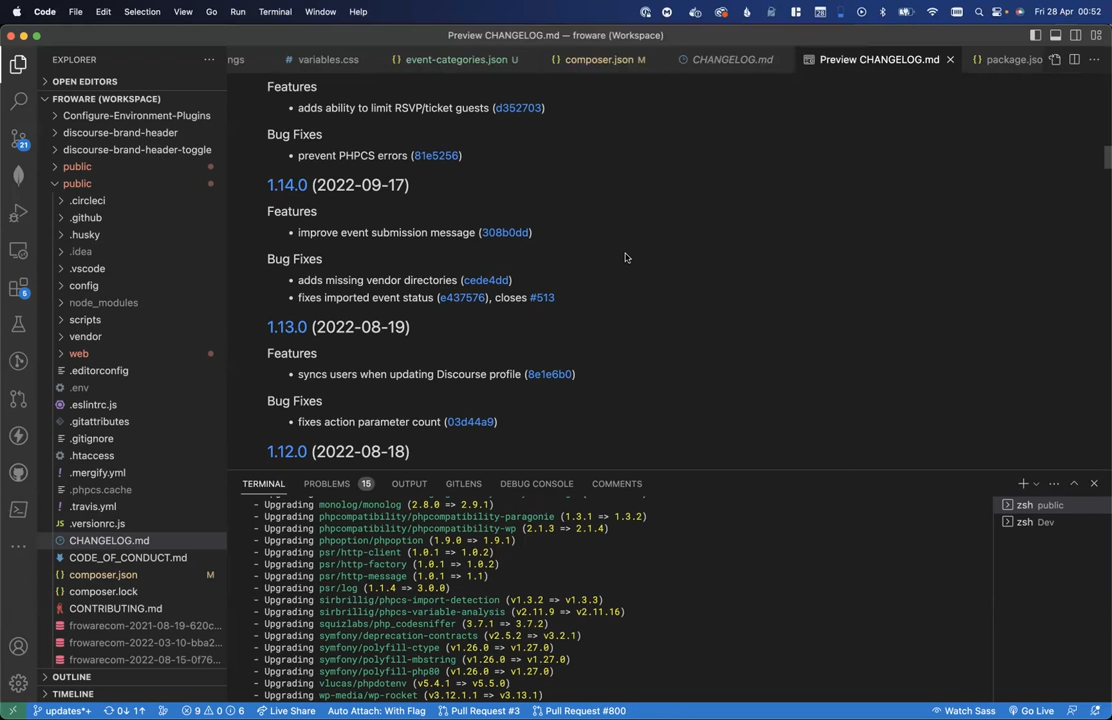 Code File Edit Selection View Go Run Terminal Window Help
28
Fri 28 Apr 00:52
Preview CHANGELOG.md — froware (Workspace)
EXPLORER
ngs
variables.css
event-categories.json U
composer.json M
CHANGELOG.md
Preview CHANGELOG.md
package.jso
OPEN EDITORS
FROWARE (WORKSPACE)
Configure-Environment-Plugins
discourse-brand-header
discourse-brand-header-toggle
public
public
.circleci
.github
.husky
.idea
.vscode
config
node_modules
scripts
vendor
web
.editorconfig
.env
.eslintrc.js
.gitattributes
.gitignore
.htaccess
.mergify.yml
.phpcs.cache
.travis.yml
.versionrc.js
CHANGELOG.md
CODE_OF_CONDUCT.md
composer.json M
composer.lock
CONTRIBUTING.md
frowarecom-2021-08-19-620c...
frowarecom-2022-03-10-bba2...
frowarecom-2022-08-15-0f76...
OUTLINE
TIMELINE
21
5
Features
• adds ability to limit RSVP/ticket guests (d352703)
Bug Fixes
• prevent PHPCS errors (81e5256)
1.14.0 (2022-09-17)
Features
• improve event submission message (308b0dd)
Bug Fixes
• adds missing vendor directories (cede4dd)
• fixes imported event status (e437576), closes #513
1.13.0 (2022-08-19)
Features
• syncs users when updating Discourse profile (8e1e6b0)
Bug Fixes
• fixes action parameter count (03d44a9)
1.12.0 (2022-08-18)
TERMINAL PROBLEMS 15 OUTPUT GITLENS DEBUG CONSOLE COMMENTS
- Upgrading monolog/monolog (2.8.0 => 2.9.1)
- Upgrading phpcompatibility/phpcompatibility-paragonie (1.3.1 => 1.3.2)
- Upgrading phpcompatibility/phpcompatibility-wp (2.1.3 => 2.1.4)
- Upgrading phpoption/phpoption (1.9.0 => 1.9.1)
- Upgrading psr/http-client (1.0.1 => 1.0.2)
- Upgrading psr/http-factory (1.0.1 => 1.0.2)
- Upgrading psr/http-message (1.0.1 => 1.1)
- Upgrading psr/log (1.1.4 => 3.0.0)
- Upgrading sirbrillig/phpcs-import-detection (v1.3.2 => v1.3.3)
- Upgrading sirbrillig/phpcs-variable-analysis (v2.11.9 => v2.11.16)
- Upgrading squizlabs/php_codesniffer (3.7.1 => 3.7.2)
- Upgrading symfony/deprecation-contracts (v2.5.2 => v3.2.1)
- Upgrading symfony/polyfill-ctype (v1.26.0 => v1.27.0)
- Upgrading symfony/polyfill-mbstring (v1.26.0 => v1.27.0)
- Upgrading symfony/polyfill-php80 (v1.26.0 => v1.27.0)
- Upgrading vlucas/phpdotenv (v5.4.1 => v5.5.0)
- Upgrading wp-media/wp-rocket (v3.12.1.1 => v3.13.1)
zsh public
zsh Dev
updates*+ 0↓ 1↑ 9 0 6 Live Share Auto Attach: With Flag Pull Request #3 Pull Request #800 Watch Sass Go Live